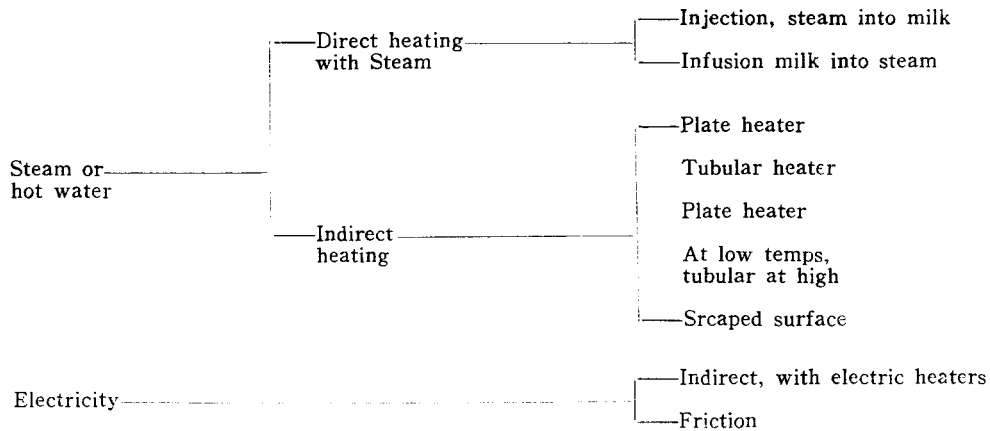 Direct heating
with Steam
Injection, steam into milk
Infusion milk into steam
Steam or
hot water
Indirect
heating
Plate heater
Tubular heater
Plate heater
At low temps,
tubular at high
Srcaped surface
Electricity
Indirect, with electric heaters
Friction